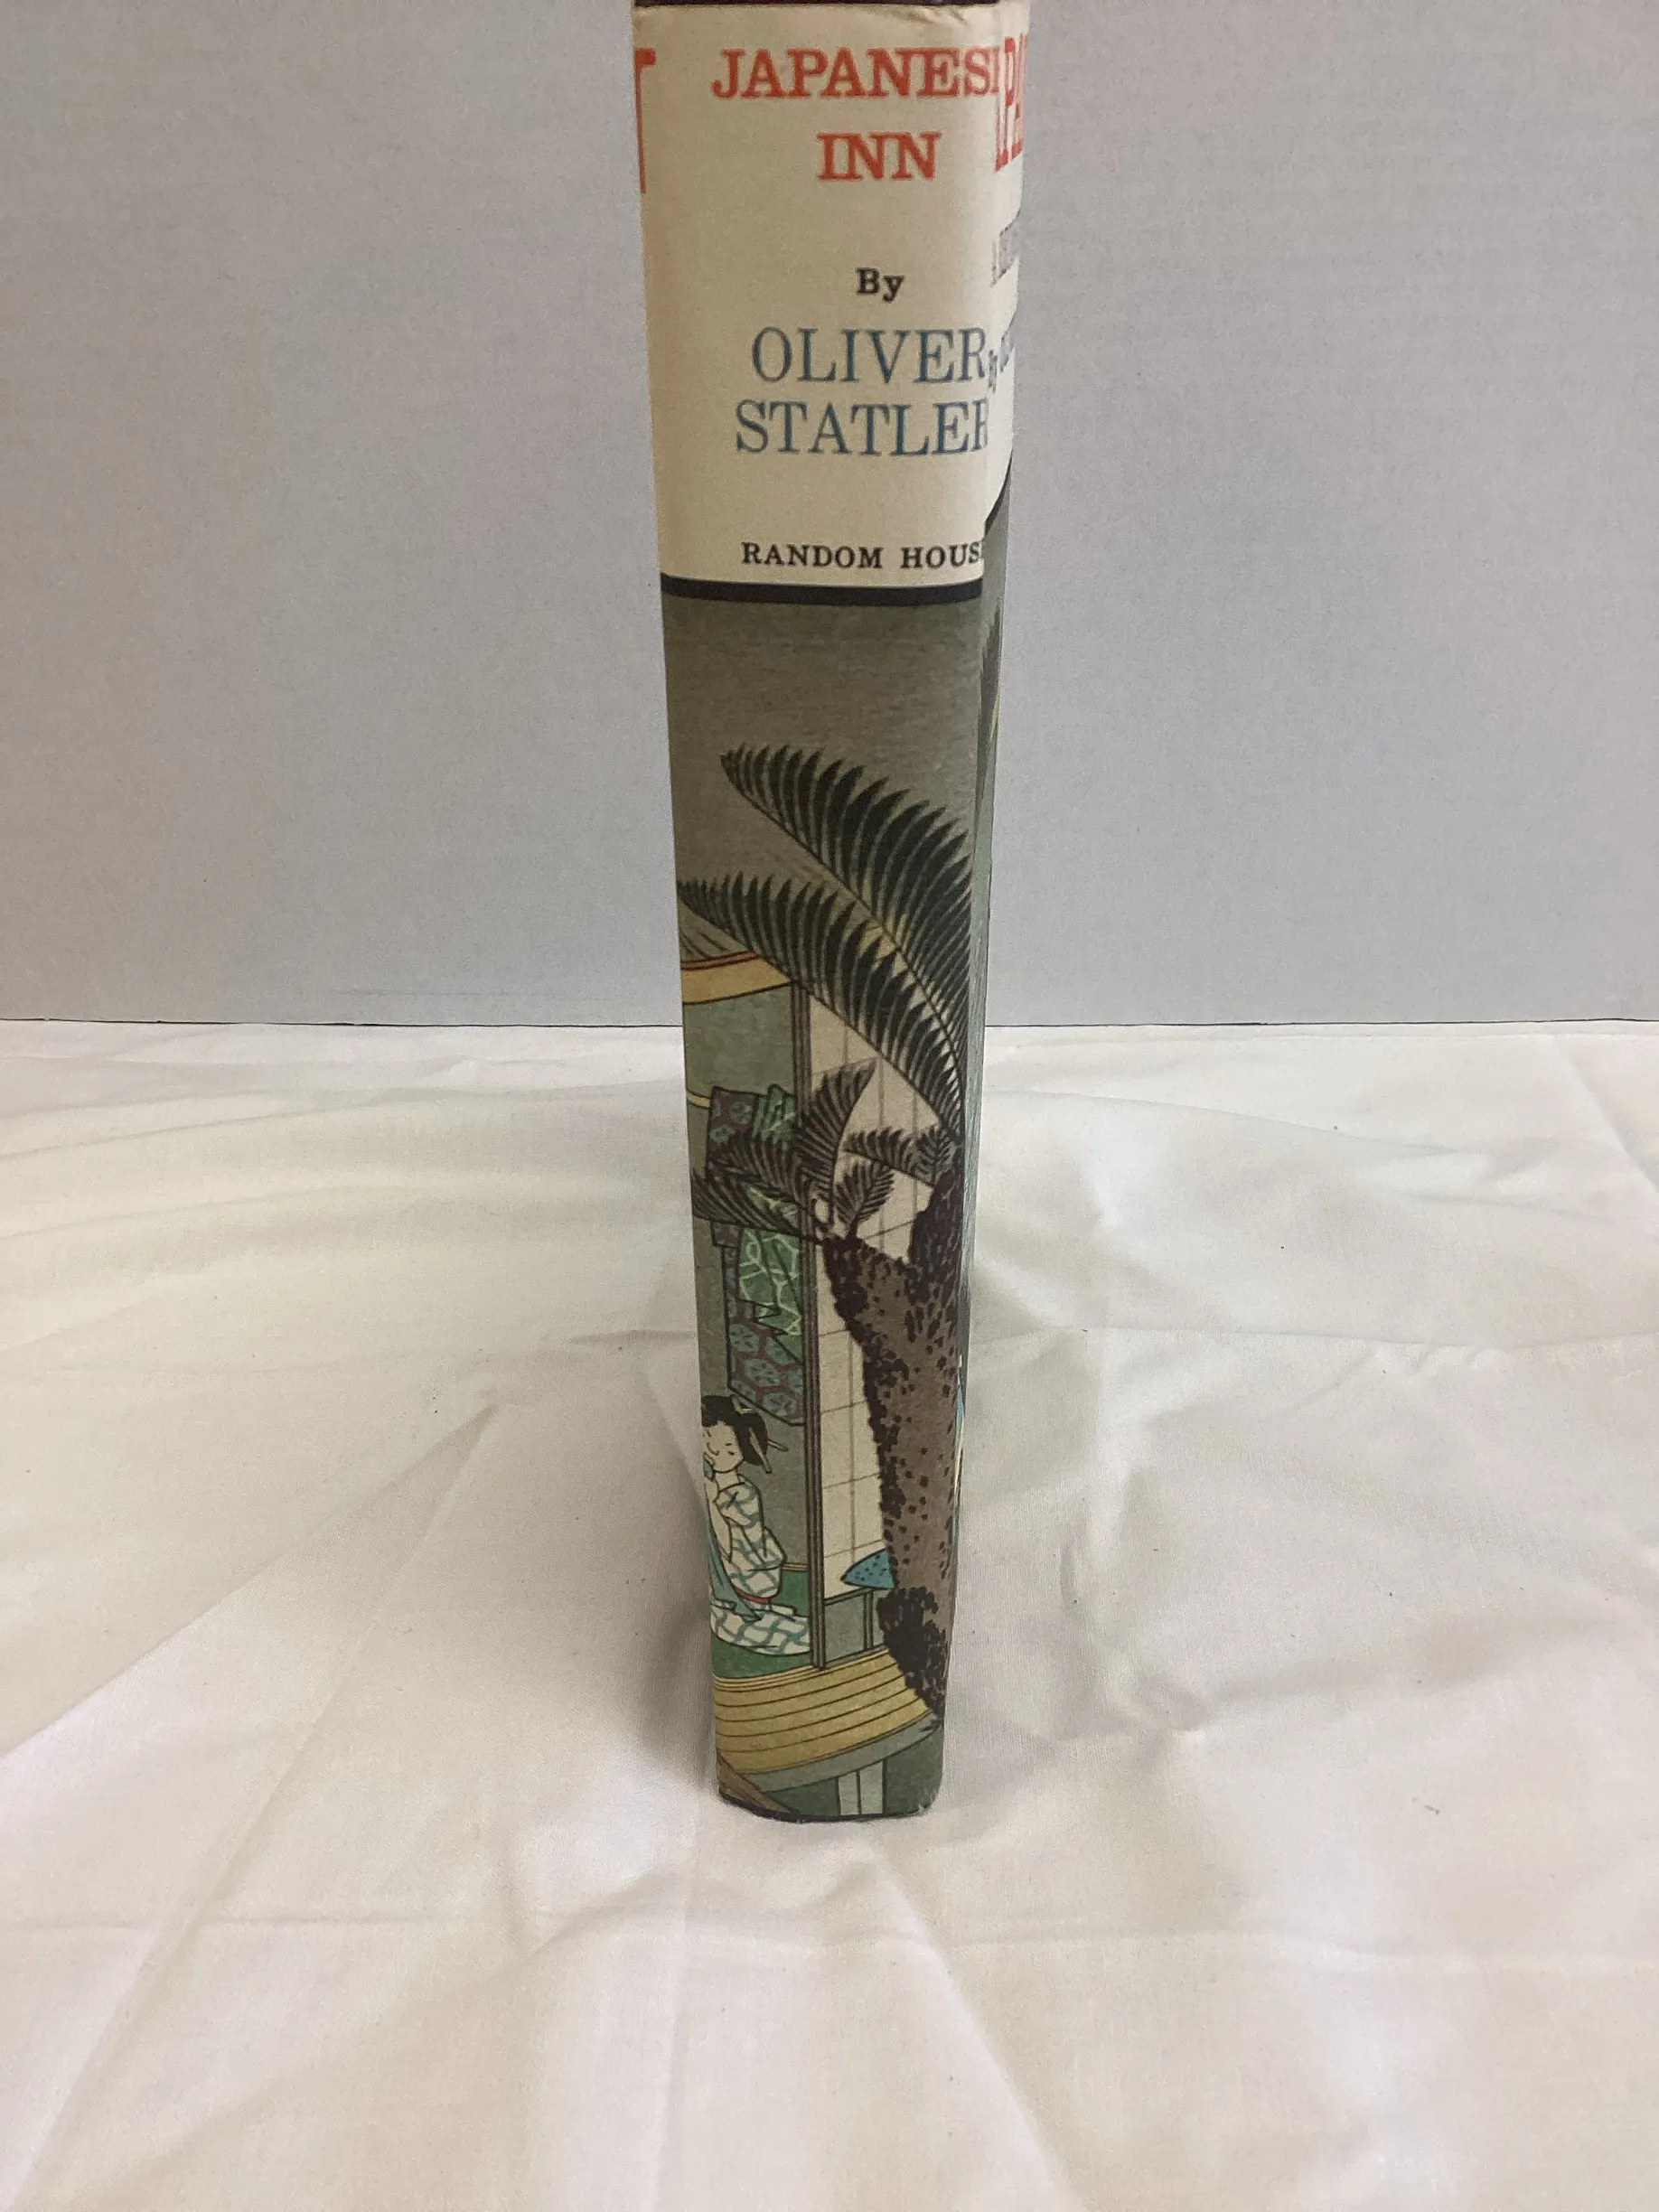 JAPANESE
INN
By
OLIVER
STATLER
RANDOM HOUSE